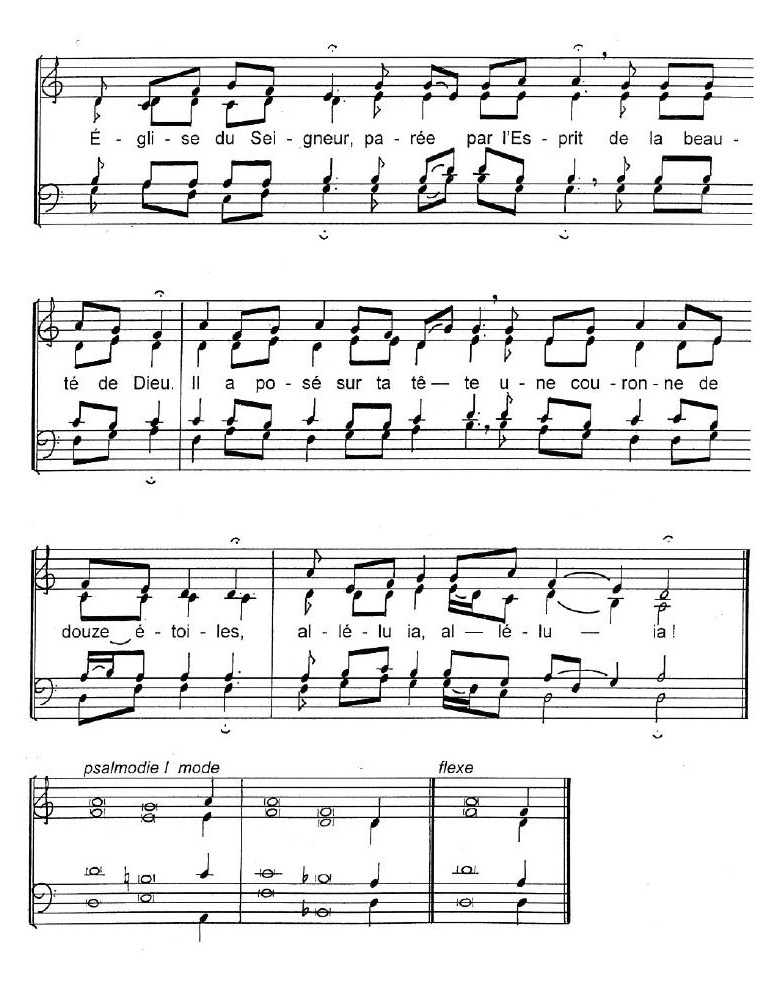 É - gli - se du Sei - gneur, pa - rée par l'Es - prit de la beau -
té de Dieu. Il a po - sé sur ta tê — te u - ne cou - ron - ne de
douze é - toi - les, al - lé - lu ia, al — lé - lu — ia !
psalmodie I mode flexe